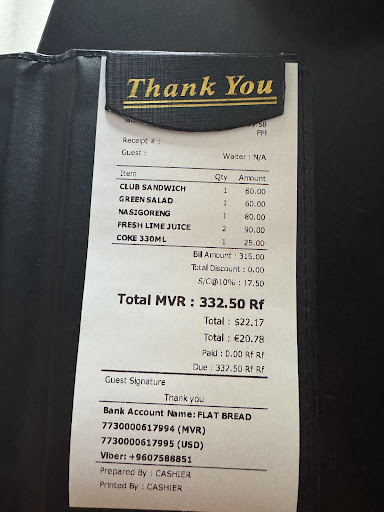 Thank You
PM
Receipt # :
Guest : Waiter : N/A
Item Qty Amount
CLUB SANDWICH 1 60.00
GREEN SALAD 1 60.00
NASIGORENG 1 80.00
FRESH LIME JUICE 2 90.00
COKE 330ML 1 25.00
Bill Amount : 315.00
Total Discount : 0.00
S/C@10% : 17.50
Total MVR : 332.50 Rf
Total : $22.17
Total : €20.78
Paid : 0.00 Rf Rf
Due : 332.50 Rf Rf
Guest Signature
Thank you
Bank Account Name: FLAT BREAD
7730000617994 (MVR)
7730000617995 (USD)
Viber: +9607588851
Prepared By : CASHIER
Printed By : CASHIER